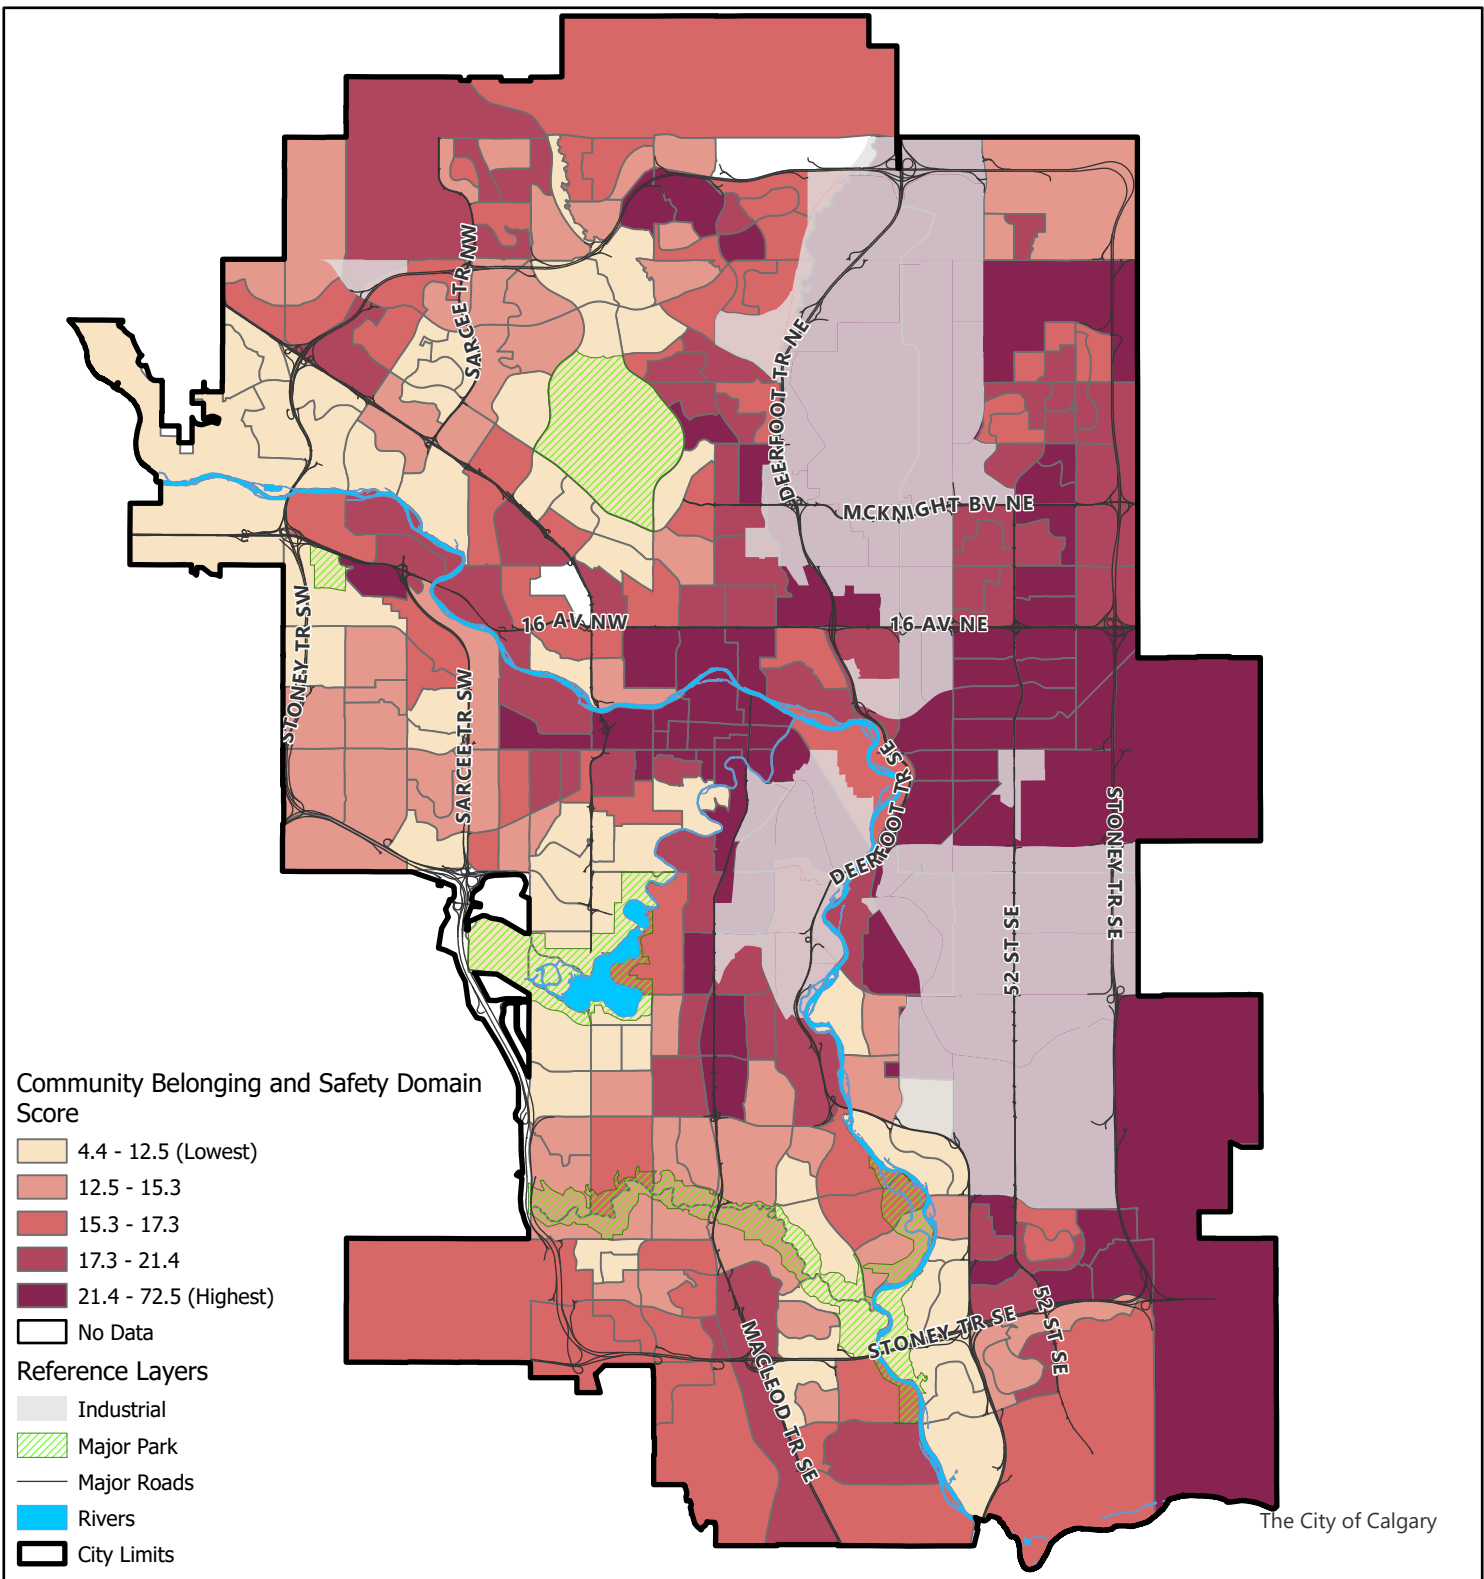 SARCEE TR NW
DEERFOOT TR NE
MCKNIGHT BV NE
16 AV NW
16 AV NE
STONEY TR SW
SARCEE TR SW
DEERFOOT TR SE
STONEY TR SE
52 ST SE
STONEY TR SE
52 ST SE
MACLEOD TR SE
Community Belonging and Safety Domain
Score
4.4 - 12.5 (Lowest)
12.5 - 15.3
15.3 - 17.3
17.3 - 21.4
21.4 - 72.5 (Highest)
No Data
Reference Layers
Industrial
Major Park
Major Roads
Rivers
City Limits
The City of Calgary